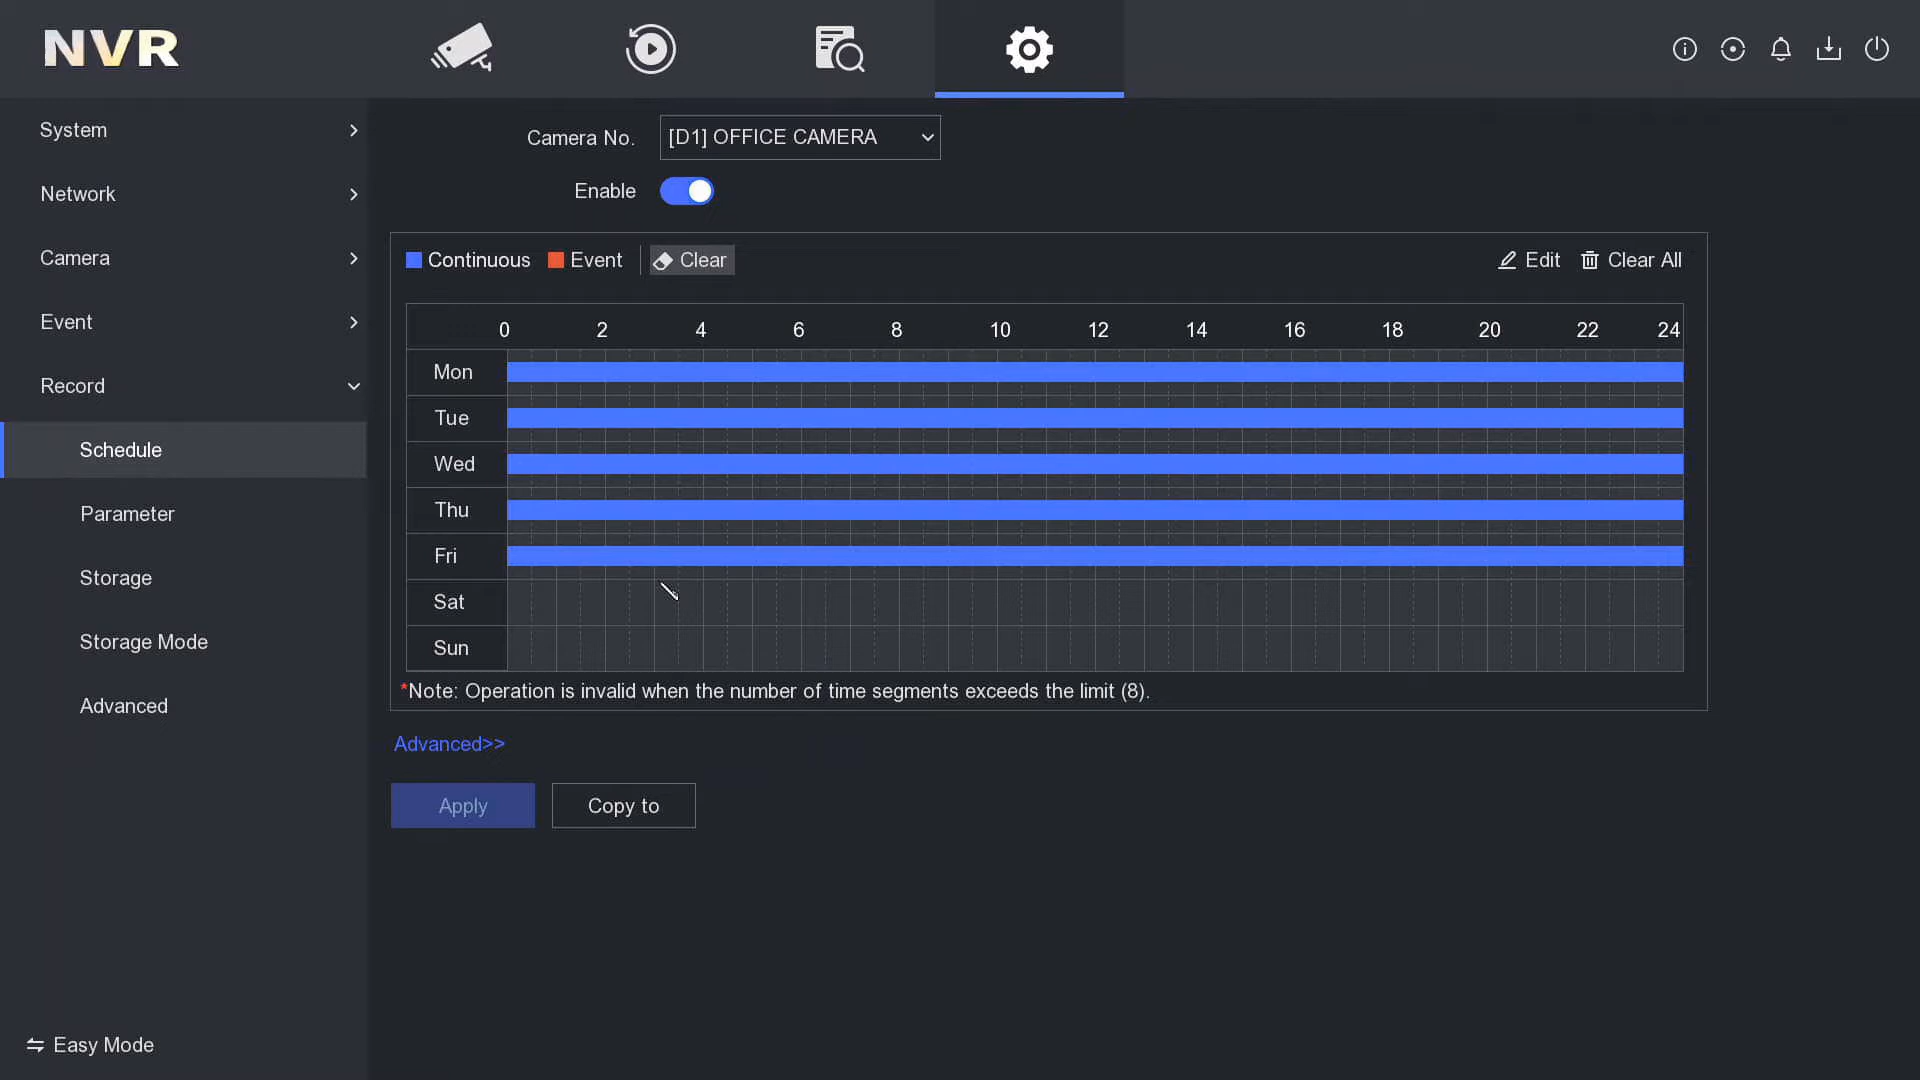 NVR
System
Network
Camera
Event
Record
Schedule
Parameter
Storage
Storage Mode
Advanced
Easy Mode
Camera No. [D1] OFFICE CAMERA
Enable
Continuous Event Clear Edit Clear All
0 2 4 6 8 10 12 14 16 18 20 22 24
Mon
Tue
Wed
Thu
Fri
Sat
Sun
*Note: Operation is invalid when the number of time segments exceeds the limit (8).
Advanced>>
Apply Copy to